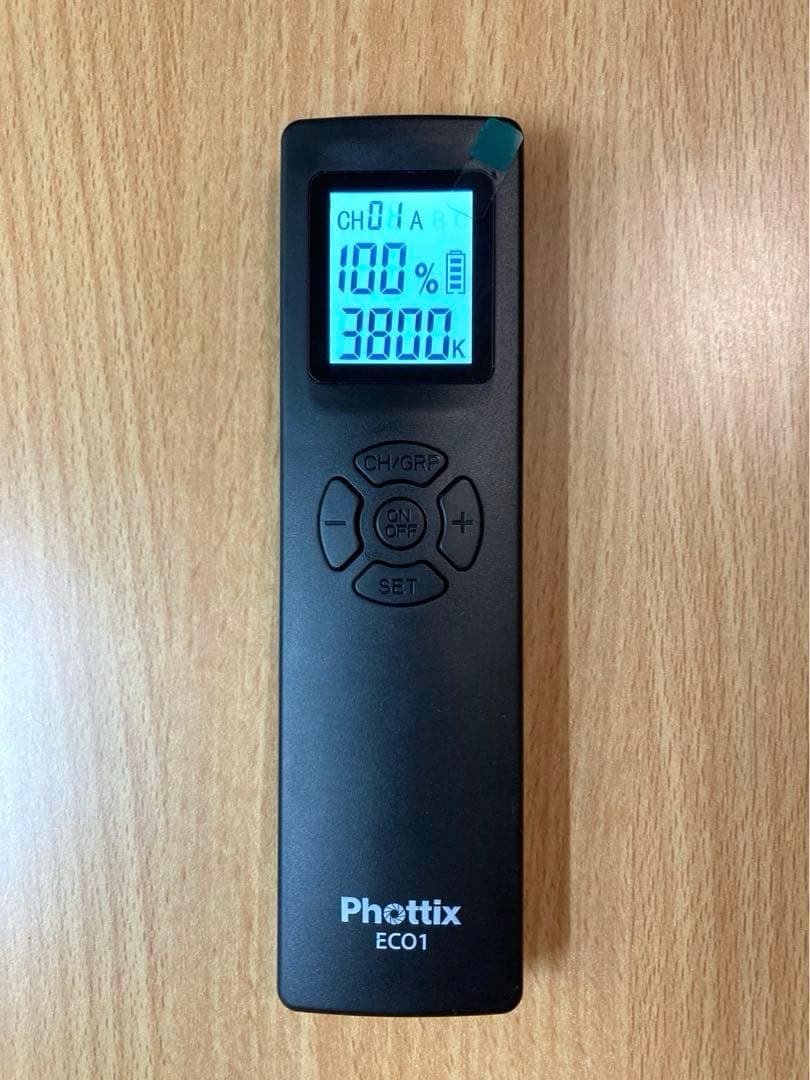 CH01 A
100 %
3800K
CH/GRP
-
ON
OFF
+
SET
Phottix
ECO1